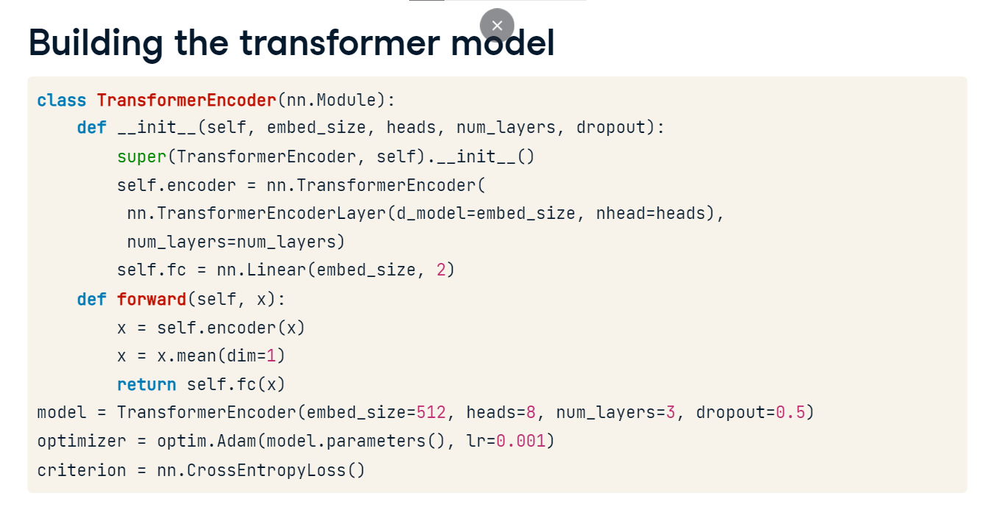 Building the transformer model
class TransformerEncoder(nn.Module):
    def __init__(self, embed_size, heads, num_layers, dropout):
        super(TransformerEncoder, self).__init__()
        self.encoder = nn.TransformerEncoder(
         nn.TransformerEncoderLayer(d_model=embed_size, nhead=heads),
         num_layers=num_layers)
        self.fc = nn.Linear(embed_size, 2)
    def forward(self, x):
        x = self.encoder(x)
        x = x.mean(dim=1)
        return self.fc(x)
model = TransformerEncoder(embed_size=512, heads=8, num_layers=3, dropout=0.5)
optimizer = optim.Adam(model.parameters(), lr=0.001)
criterion = nn.CrossEntropyLoss()